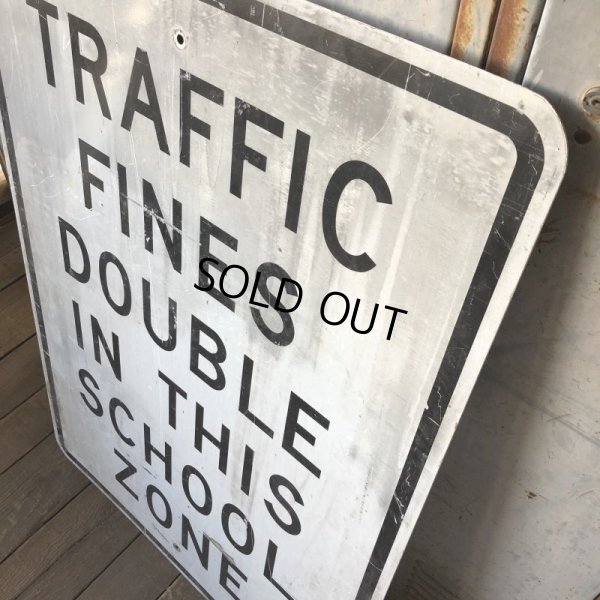 TRAFFIC
FINES
DOUBLE
IN THIS
SCHOOL
ZONE
SOLD OUT